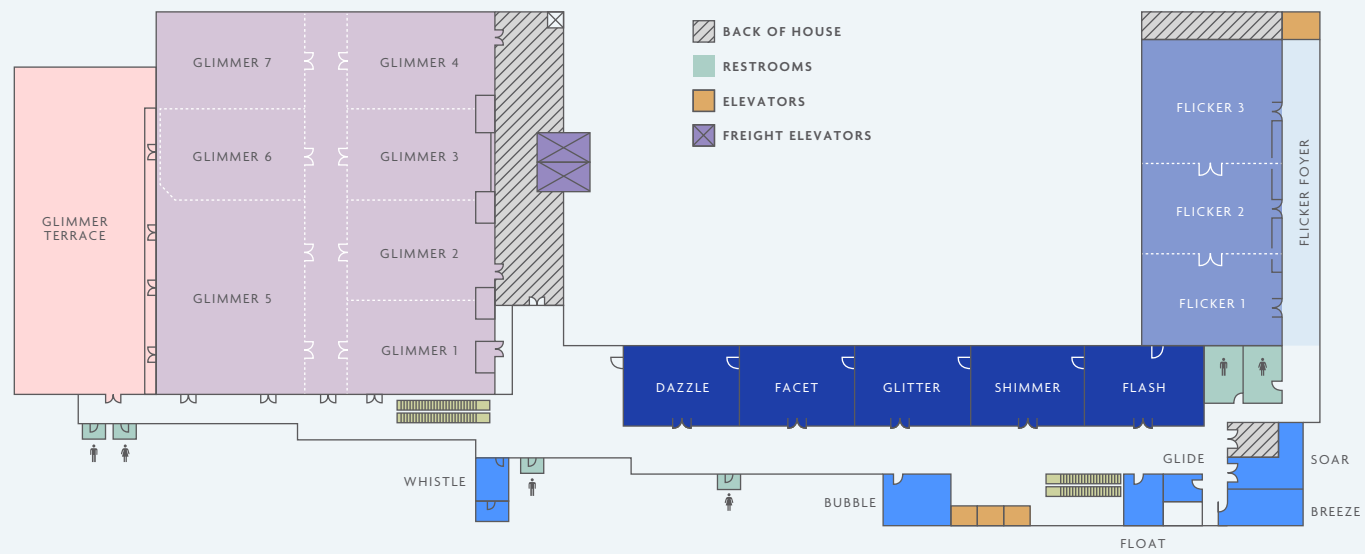 BACK OF HOUSE
RESTROOMS
ELEVATORS
FREIGHT ELEVATORS
GLIMMER 7
GLIMMER 4
GLIMMER 6
GLIMMER 3
GLIMMER
TERRACE
GLIMMER 2
GLIMMER 5
GLIMMER 1
FLICKER 3
FLICKER 2
FLICKER 1
FLICKER FOYER
DAZZLE
FACET
GLITTER
SHIMMER
FLASH
WHISTLE
BUBBLE
GLIDE
SOAR
BREEZE
FLOAT